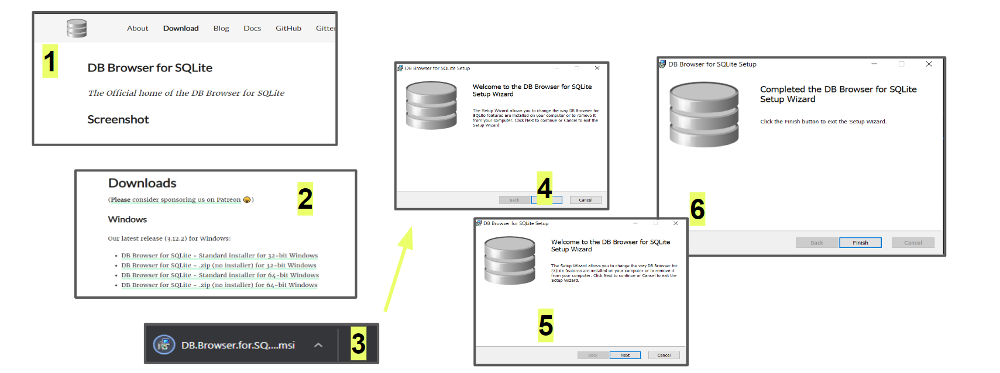 About Download Blog Docs GitHub Gitter
1
DB Browser for SQLite
The Official home of the DB Browser for SQLite
Screenshot
Downloads
(Please consider sponsoring us on Patreon 😄)
2
Windows
Our latest release (3.12.2) for Windows:
• DB Browser for SQLite - Standard installer for 32-bit Windows
• DB Browser for SQLite - .zip (no installer) for 32-bit Windows
• DB Browser for SQLite - Standard installer for 64-bit Windows
• DB Browser for SQLite - .zip (no installer) for 64-bit Windows
DB.Browser.for.SQ....msi
3
DB Browser for SQLite Setup
Welcome to the DB Browser for SQLite
Setup Wizard
The Setup Wizard allows you to change the way DB Browser for
SQLite features are installed on your computer or to remove it
from your computer. Click Next to continue or Cancel to exit the
Setup Wizard.
4
Back Cancel
DB Browser for SQLite Setup
Welcome to the DB Browser for SQLite
Setup Wizard
The Setup Wizard allows you to change the way DB Browser for
SQLite features are installed on your computer or to remove it
from your computer. Click Next to continue or Cancel to exit the
Setup Wizard.
5
Back Next Cancel
DB Browser for SQLite Setup
Completed the DB Browser for SQLite
Setup Wizard
Click the Finish button to exit the Setup Wizard.
6
Back Finish Cancel